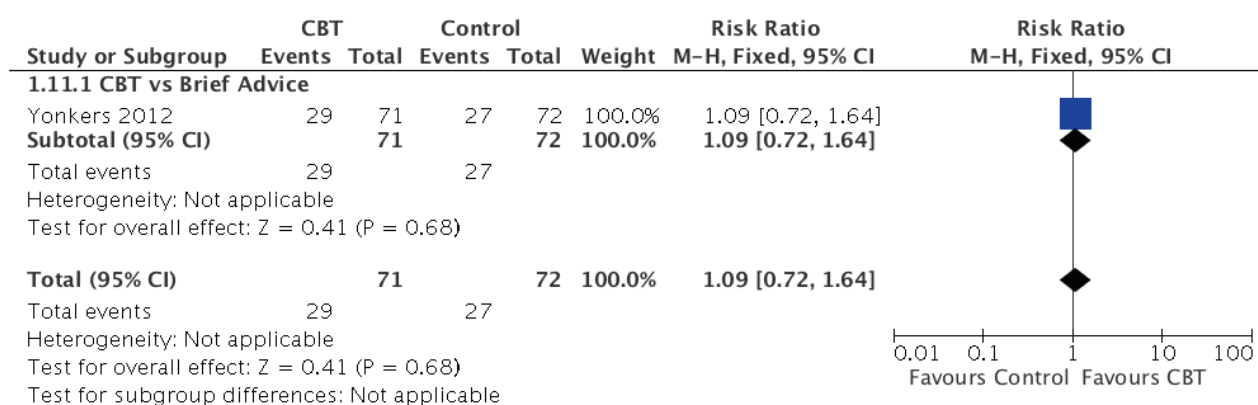 CBT Control Risk Ratio Risk Ratio
Study or Subgroup Events Total Events Total Weight M-H, Fixed, 95% CI M-H, Fixed, 95% CI
1.11.1 CBT vs Brief Advice
Yonkers 2012 29 71 27 72 100.0% 1.09 [0.72, 1.64]
Subtotal (95% CI) 71 72 100.0% 1.09 [0.72, 1.64]
Total events 29 27
Heterogeneity: Not applicable
Test for overall effect: Z = 0.41 (P = 0.68)
Total (95% CI) 71 72 100.0% 1.09 [0.72, 1.64]
Total events 29 27
Heterogeneity: Not applicable
Test for overall effect: Z = 0.41 (P = 0.68)
Test for subgroup differences: Not applicable
0.01 0.1 1 10 100
Favours Control Favours CBT